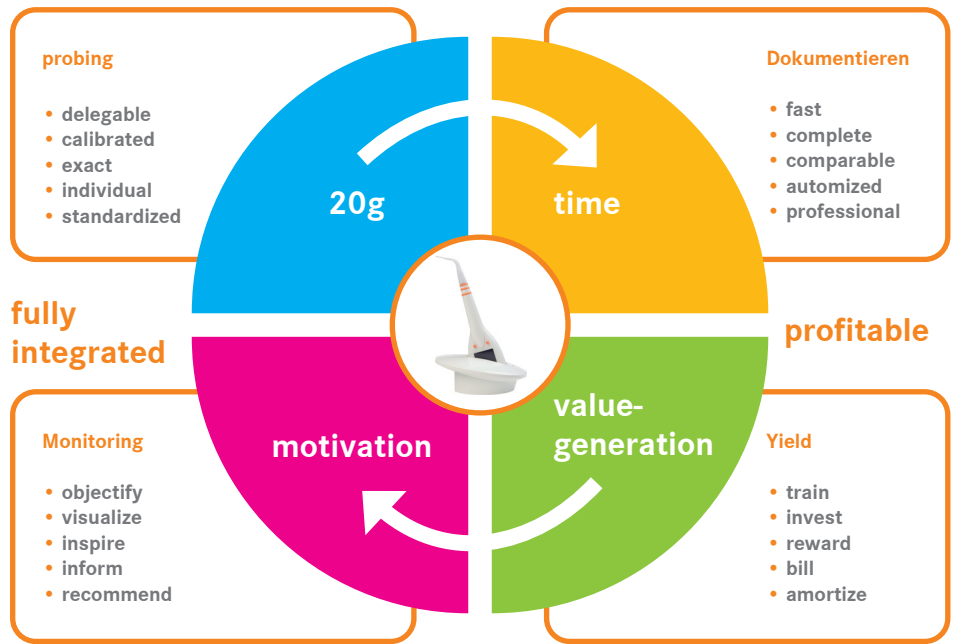 probing
• delegable
• calibrated
• exact
• individual
• standardized
Dokumentieren
• fast
• complete
• comparable
• automized
• professional
20g
time
fully
integrated
profitable
motivation
value-
generation
Monitoring
• objectify
• visualize
• inspire
• inform
• recommend
Yield
• train
• invest
• reward
• bill
• amortize